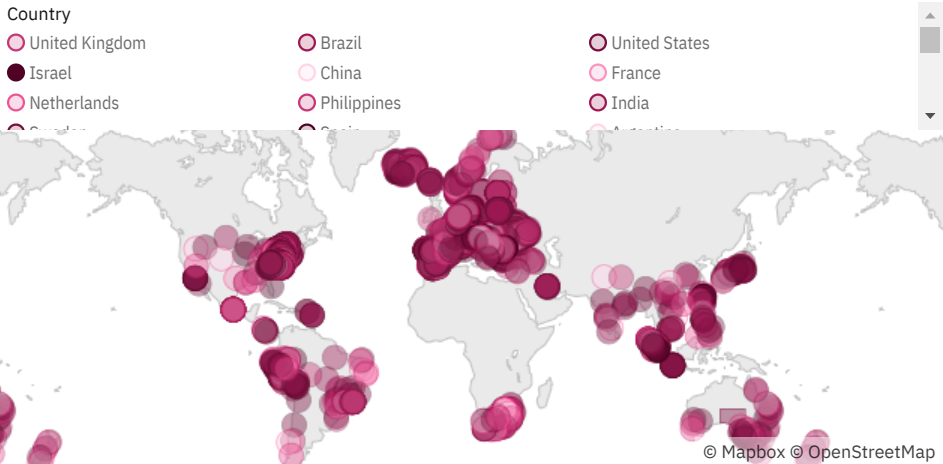 Country
United Kingdom Brazil United States
Israel China France
Netherlands Philippines India
© Mapbox © OpenStreetMap